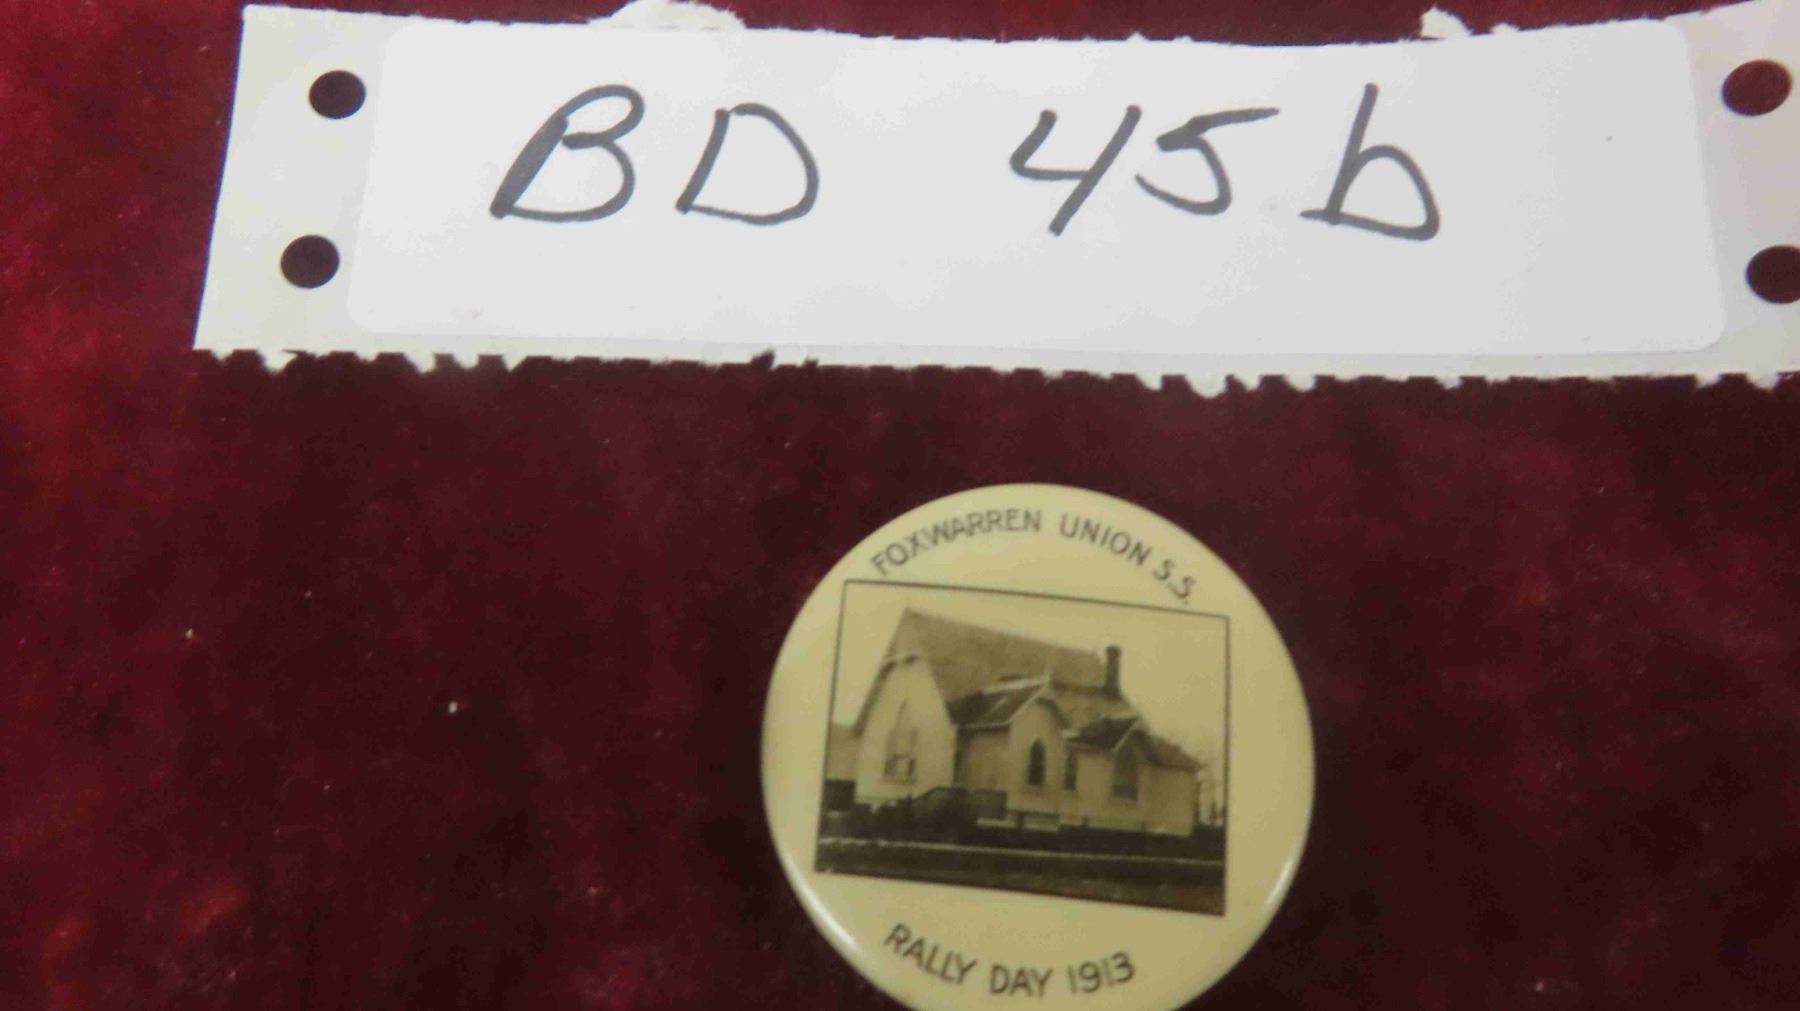 BD 45b
FOXWARREN UNION S.S.
RALLY DAY 1913